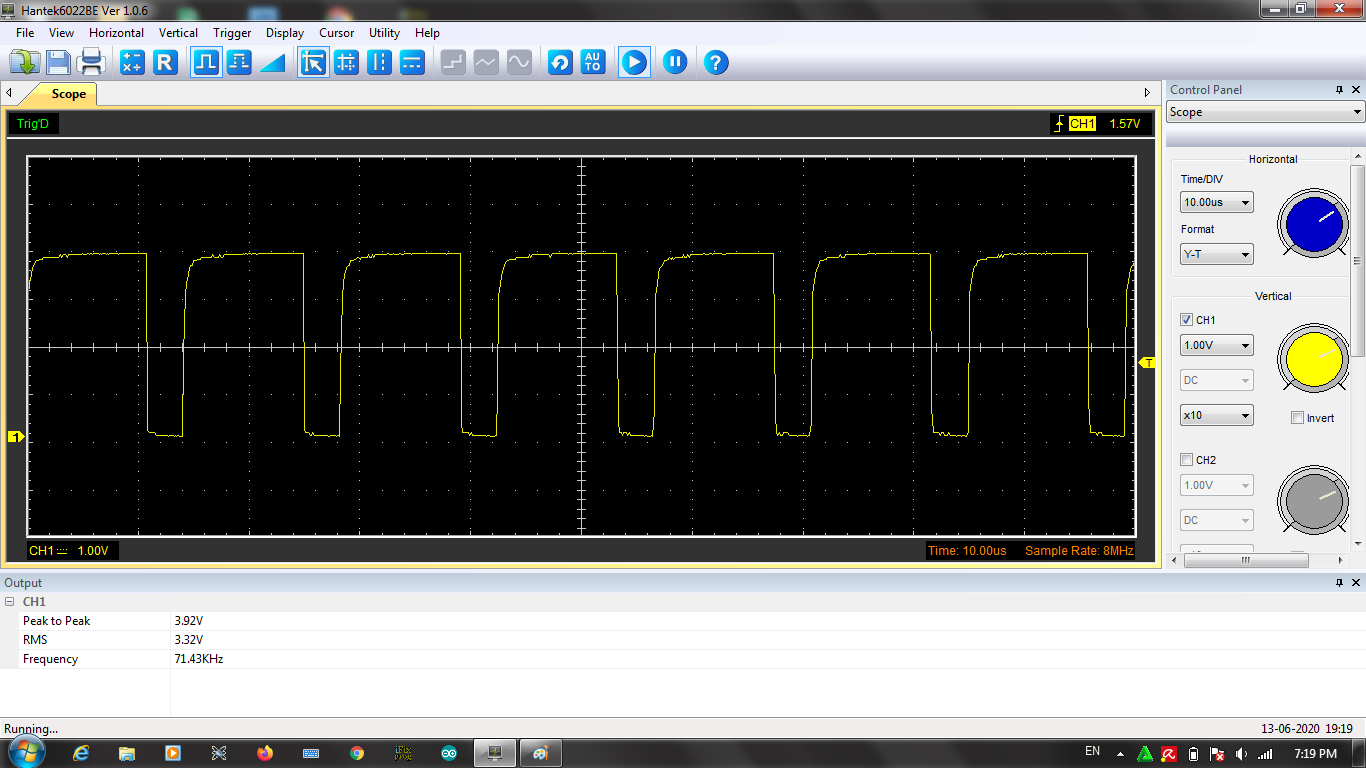 Hantek6022BE Ver 1.0.6
File View Horizontal Vertical Trigger Display Cursor Utility Help
R AU TO ?
Scope
Control Panel
Scope
Trig'D
CH1 1.57V
Horizontal
Time/DIV
10.00us
Format
Y-T
Vertical
CH1
1.00V
DC
x10
Invert
CH2
1.00V
DC
T
1
CH1 1.00V
Time: 10.00us Sample Rate: 8MHz
Output
CH1
Peak to Peak 3.92V
RMS 3.32V
Frequency 71.43KHz
Running...
13-06-2020 19:19
EN
7:19 PM